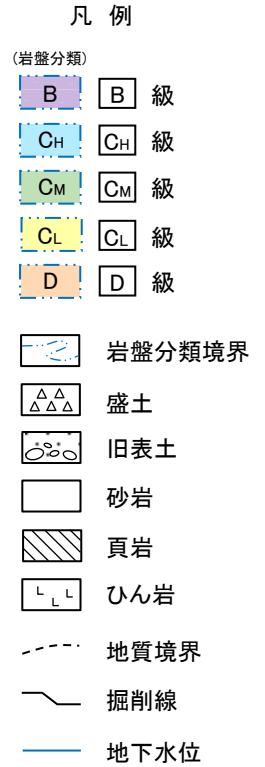 凡 例
(岩盤分類)
B B 級
CH CH 級
CM CM 級
CL CL 級
D D 級
岩盤分類境界
盛土
旧表土
砂岩
頁岩
ひん岩
地質境界
掘削線
地下水位